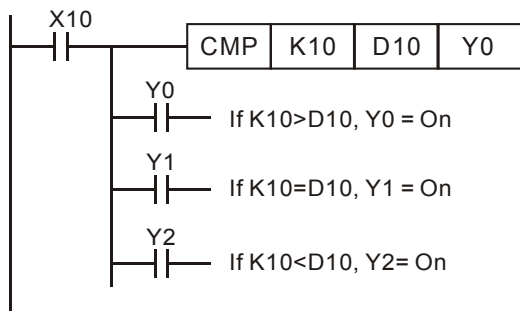 X10
CMP K10 D10 Y0
Y0
If K10>D10, Y0 = On
Y1
If K10=D10, Y1 = On
Y2
If K10<D10, Y2= On